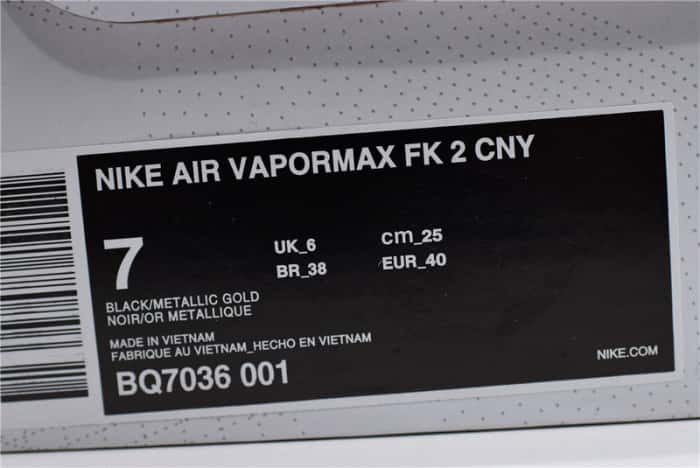 NIKE AIR VAPORMAX FK 2 CNY
7
UK_6 cm_25
BR_38 EUR_40
BLACK/METALLIC GOLD
NOIR/OR METALLIQUE
MADE IN VIETNAM
FABRIQUE AU VIETNAM_HECHO EN VIETNAM
BQ7036 001
NIKE.COM